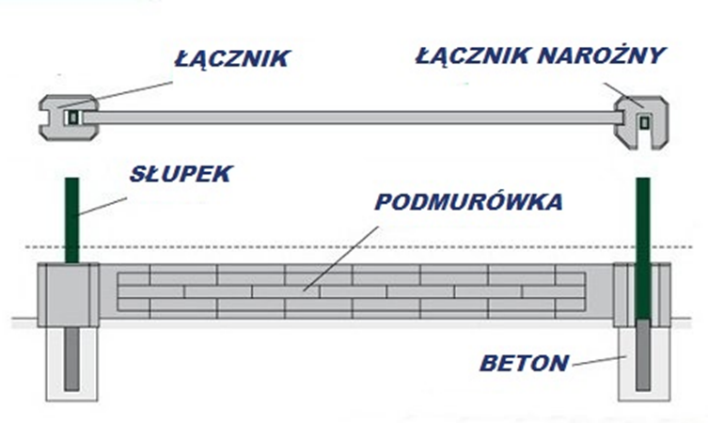 ŁĄCZNIK
ŁĄCZNIK NAROŻNY
SŁUPEK
PODMURÓWKA
BETON